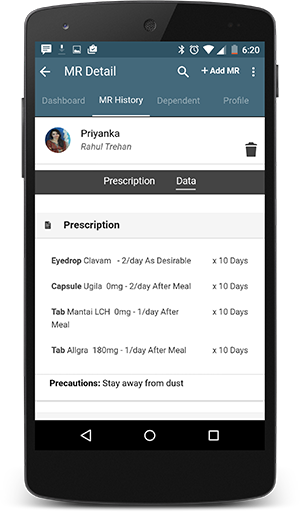 6:20
MR Detail
+ Add MR
Dashboard MR History Dependent Profile
Priyanka
Rahul Trehan
Prescription Data
Prescription
Eyedrop Clavam - 2/day As Desirable x 10 Days
Capsule Ugila 0mg - 2/day After Meal x 10 Days
Tab Mantai LCH 0mg - 1/day After x 10 Days
Meal
Tab Allgra 180mg - 1/day After Meal x 10 Days
Precautions: Stay away from dust